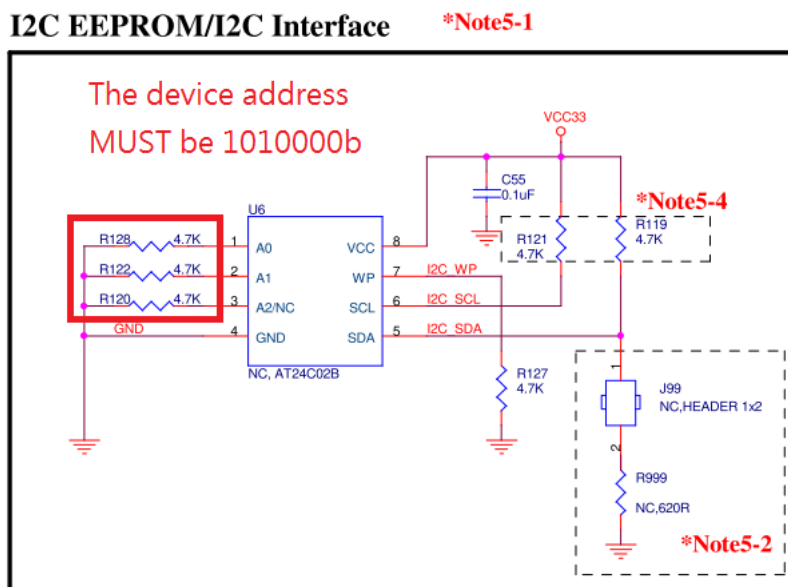 I2C EEPROM/I2C Interface *Note5-1
The device address
MUST be 1010000b
VCC33
C55
0.1uF
*Note5-4
U6
R128 4.7K 1 A0 VCC 8
R121
4.7K
R119
4.7K
R122 4.7K 2 A1 WP 7 I2C_WP
R120 4.7K 3 A2/NC SCL 6 I2C_SCL
GND 4 GND SDA 5 I2C_SDA
NC, AT24C02B
R127
4.7K
1
J99
NC,HEADER 1x2
2
R999
NC,620R
*Note5-2